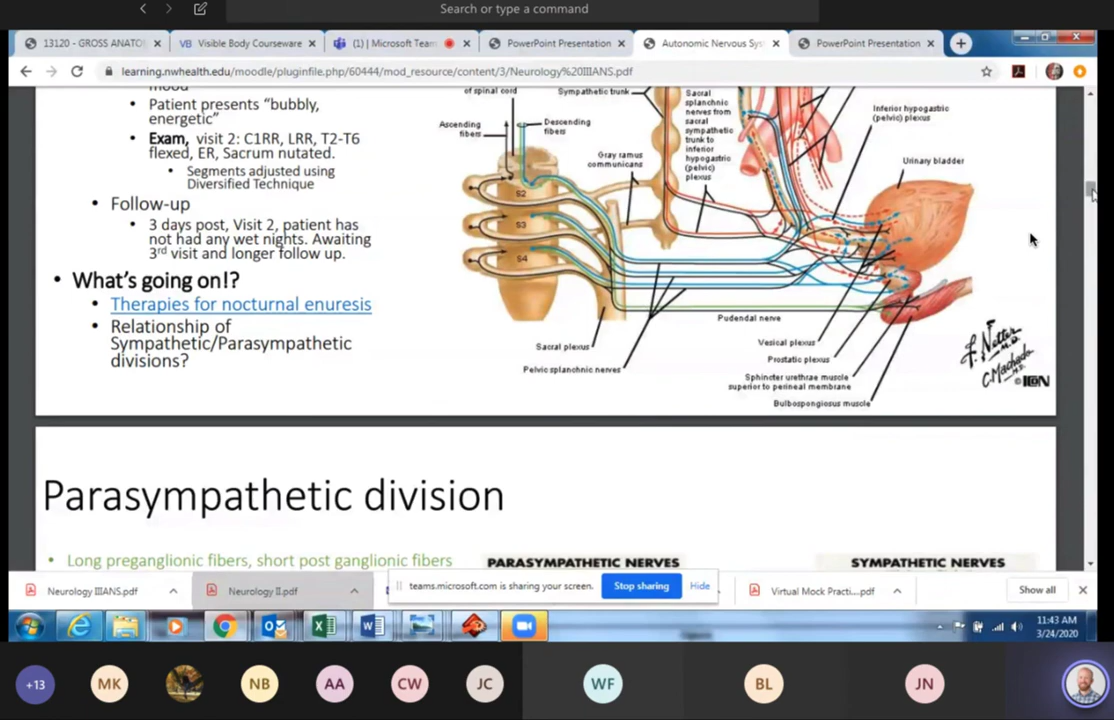 Search or type a command
13120 - GROSS ANATO
Visible Body Courseware
(1) | Microsoft Team
PowerPoint Presentation
Autonomic Nervous Sys
PowerPoint Presentation
learning.nwhealth.edu/moodle/pluginfile.php/60444/mod_resource/content/3/Neurology%20IIIANS.pdf
mood
• Patient presents "bubbly,
energetic"
• Exam, visit 2: C1RR, LRR, T2-T6
flexed, ER, Sacrum nutated.
• Segments adjusted using
Diversified Technique
• Follow-up
• 3 days post, Visit 2, patient has
not had any wet nights. Awaiting
3rd visit and longer follow up.
• What's going on!?
• Therapies for nocturnal enuresis
• Relationship of
Sympathetic/Parasympathetic
divisions?
of spinal cord
Sympathetic trunk
Ascending
fibers
Descending
fibers
Gray ramus
communicans
Sacral
splanchnic
nerves from
sacral
sympathetic
trunk to
inferior
hypogastric
(pelvic)
plexus
Inferior hypogastric
(pelvic) plexus
Urinary bladder
S2
S3
S4
Pudendal nerve
Sacral plexus
Pelvic splanchnic nerves
Vesical plexus
Prostatic plexus
Sphincter urethrae muscle
superior to perineal membrane
Bulbospongiosus muscle
F. Netter M.D.
C. Machado M.D.
© ICON
Parasympathetic division
• Long preganglionic fibers, short post ganglionic fibers
PARASYMPATHETIC NERVES
SYMPATHETIC NERVES
Neurology IIIANS.pdf
Neurology II.pdf
teams.microsoft.com is sharing your screen.
Stop sharing
Hide
Virtual Mock Practi....pdf
Show all
11:43 AM
3/24/2020
+13
MK
NB
AA
CW
JC
WF
BL
JN